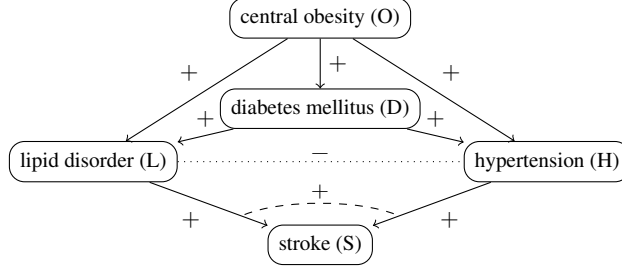 central obesity (O)
+ + +
diabetes mellitus (D)
+ +
lipid disorder (L) − hypertension (H)
+
+ +
stroke (S)